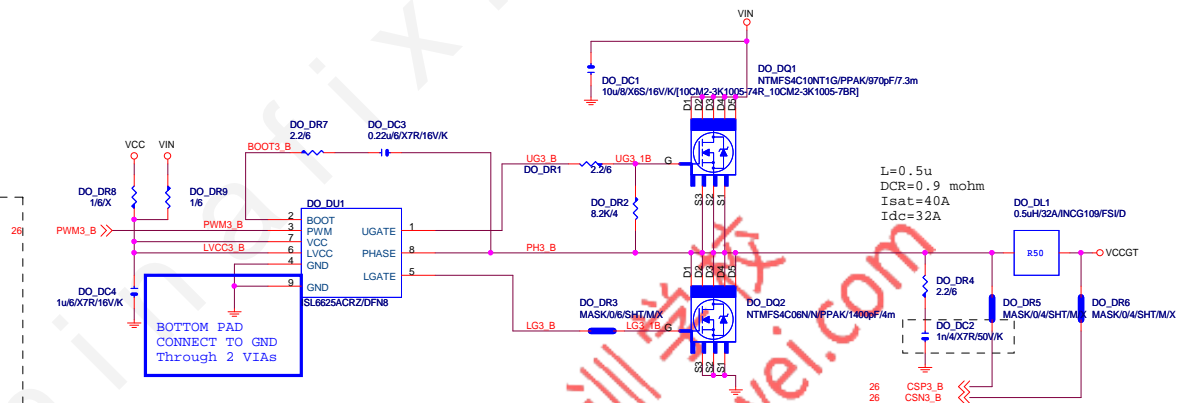 VIN
DO_DQ1
NTMFS4C10NT1G/PPAK/970pF/7.3m
DO_DC1
10u/8/X6S/16V/K/[10CM2-3K1005-74R_10CM2-3K1005-7BR]
D1
D2
D3
D4
D5
DO_DR7
2.2/6
DO_DC3
0.22u/6/X7R/16V/K
VCC
VIN
BOOT3_B
UG3_B
DO_DR1
2.2/6
UG3_1B
G
S3
S2
S1
L=0.5u
DCR=0.9 mohm
Isat=40A
Idc=32A
DO_DR8
1/6/X
DO_DR9
1/6
DO_DR2
8.2K/4
DO_DL1
0.5uH/32A/INCG109/FSI/D
DO_DU1
26
PWM3_B
PWM3_B
2
3
7
6
4
9
BOOT
PWM
VCC
LVCC
GND
GND
UGATE
PHASE
LGATE
1
8
5
LVCC3_B
PH3_B
R50
VCCGT
SL6625ACRZ/DFN8
DO_DC4
1u/6/X7R/16V/K
BOTTOM PAD
CONNECT TO GND
Through 2 VIAs
D1
D2
D3
D4
D5
DO_DR3
MASK/0/6/SHT/M/X
LG3_B
LG3_1B
G
S3
S2
S1
DO_DQ2
NTMFS4C06N/N/PPAK/1400pF/4m
DO_DR4
2.2/6
DO_DC2
1n/4/X7R/50V/K
DO_DR5
MASK/0/4/SHT/M/X
DO_DR6
MASK/0/4/SHT/M/X
26
CSP3_B
26
CSN3_B
训学校
wei.com